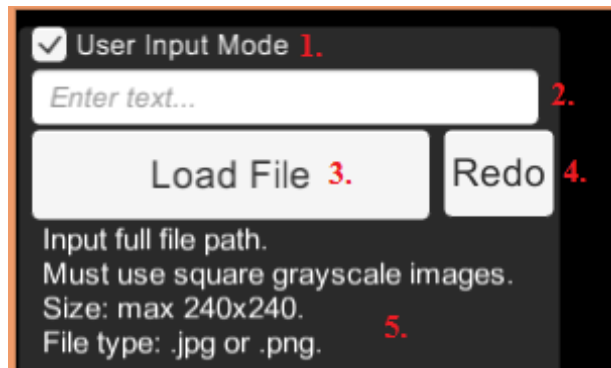 User Input Mode 1.
Enter text... 2.
Load File 3. Redo 4.
Input full file path.
Must use square grayscale images.
Size: max 240x240.
File type: .jpg or .png. 5.